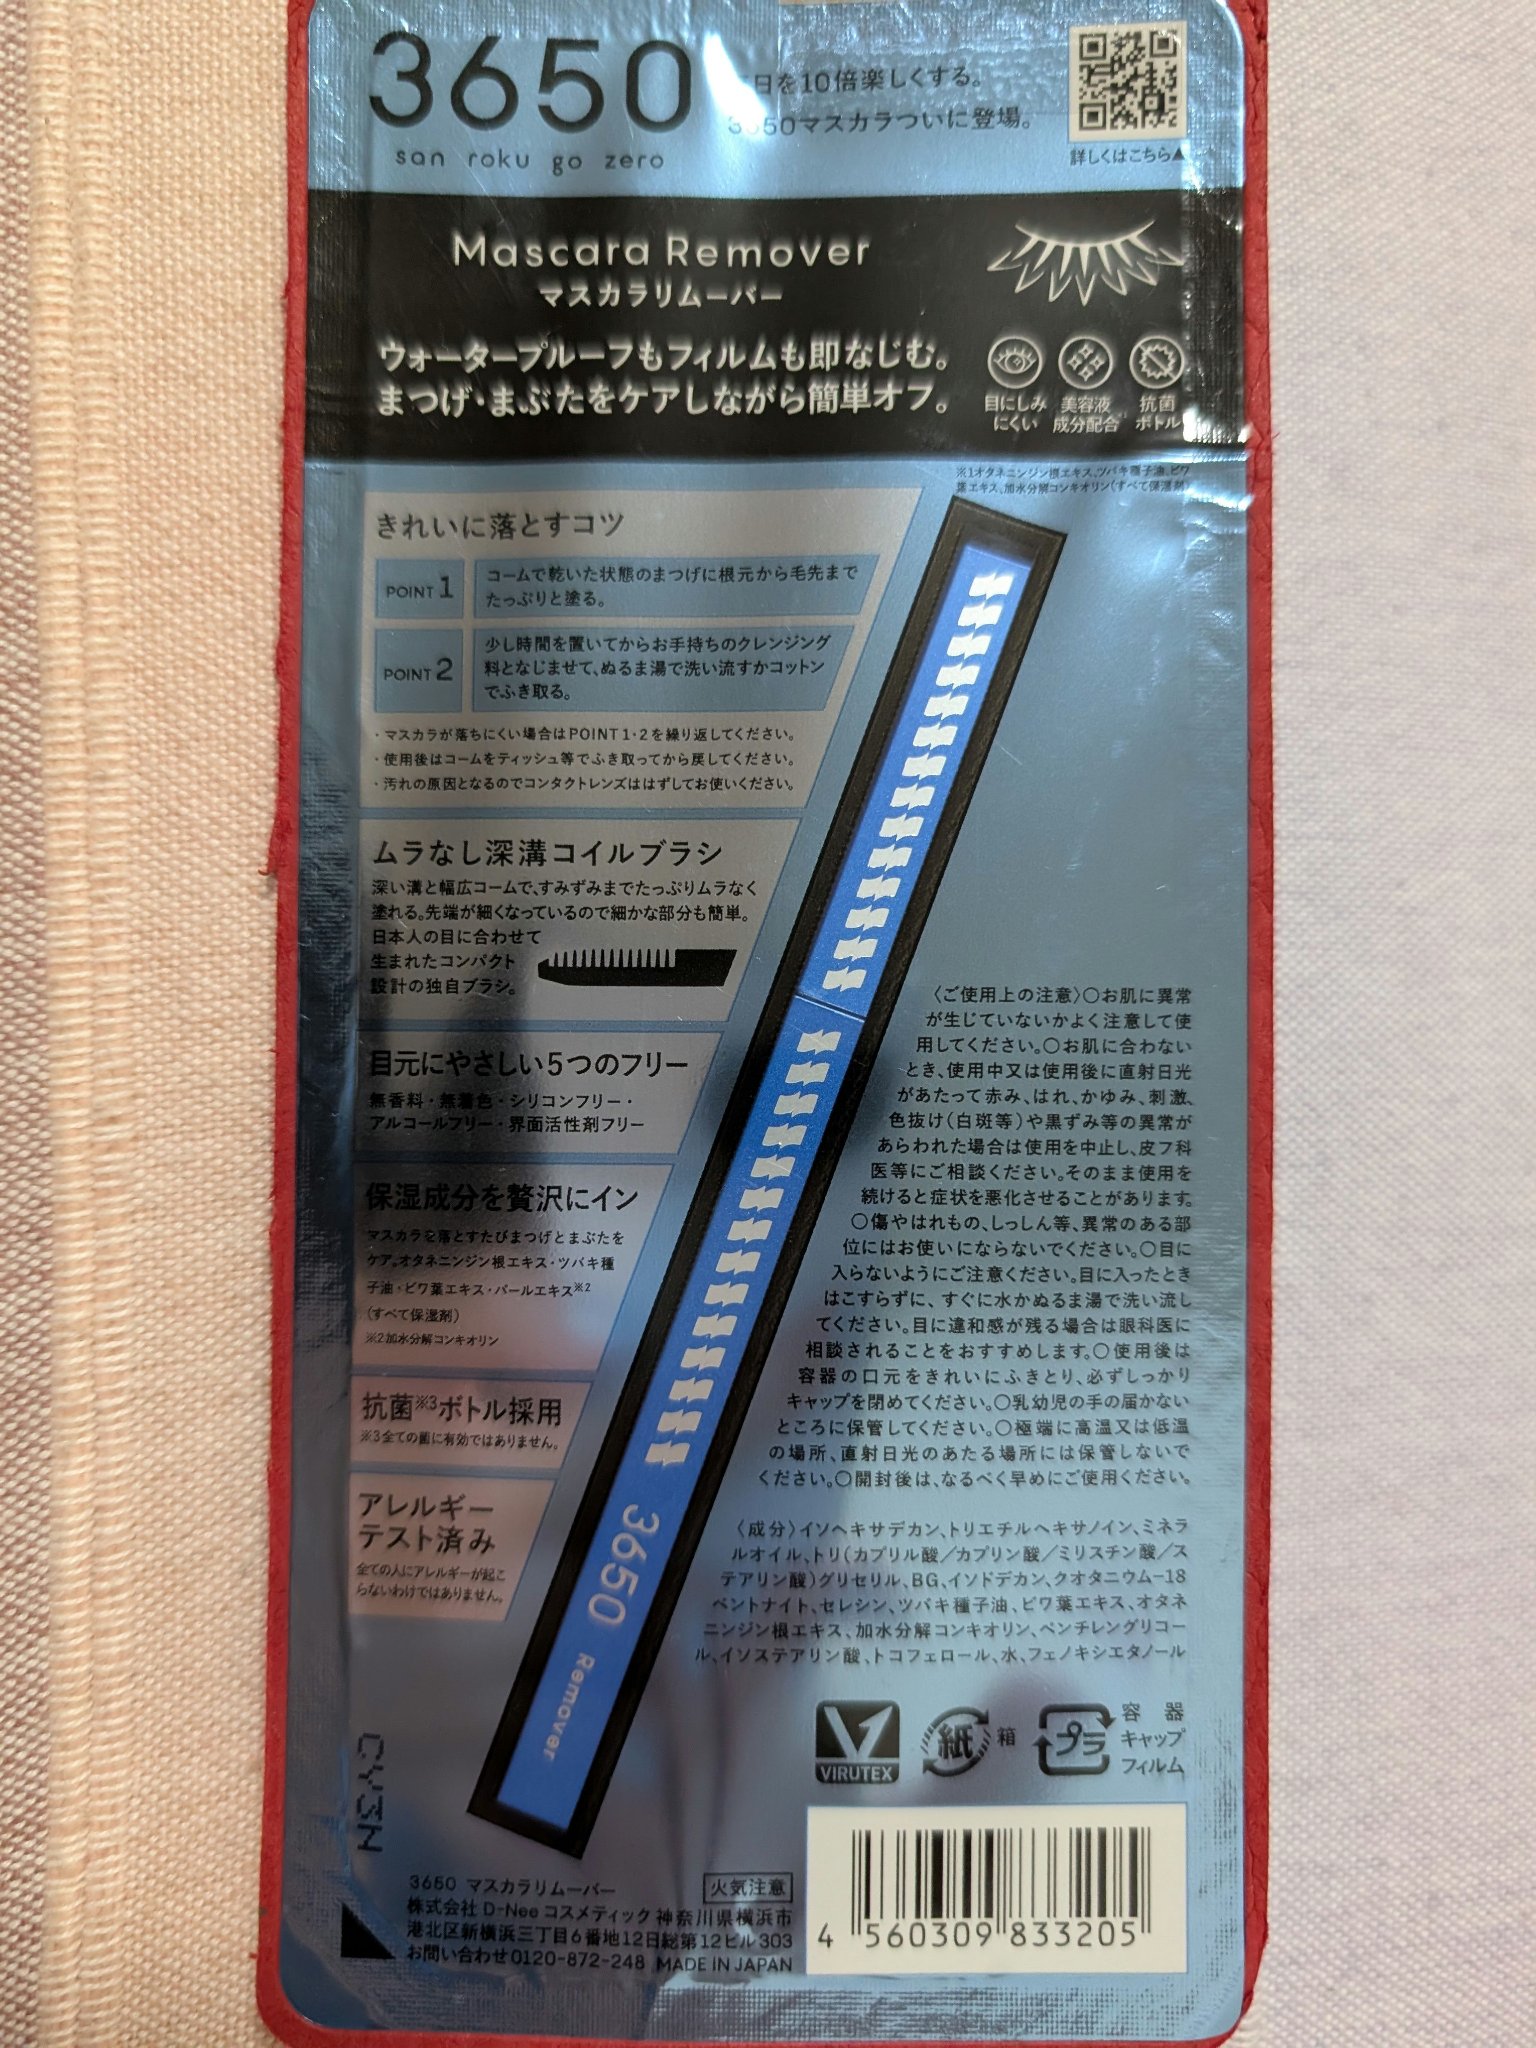 3650
san roku go zero
日を10倍楽しくする。
3650マスカラついに登場。
詳しくはこちら▲
Mascara Remover
マスカラリムーバー
ウォータープルーフもフィルムも即なじむ。
まつげ・まぶたをケアしながら簡単オフ。
目にしみ
にくい
美容液
成分配合※1
抗菌
ボトル
※1オタネニンジン根エキス、ツバキ種子油、ビワ
葉エキス、加水分解コンキオリン(すべて保湿剤)
きれいに落とすコツ
POINT 1
コームで乾いた状態のまつげに根元から毛先まで
たっぷりと塗る。
POINT 2
少し時間を置いてからお手持ちのクレンジング
料となじませて、ぬるま湯で洗い流すかコットン
でふき取る。
・マスカラが落ちにくい場合はPOINT 1・2を繰り返してください。
・使用後はコームをティッシュ等でふき取ってから戻してください。
・汚れの原因となるのでコンタクトレンズははずしてお使いください。
ムラなし深溝コイルブラシ
深い溝と幅広コームで、すみずみまでたっぷりムラなく
塗れる。先端が細くなっているので細かな部分も簡単。
日本人の目に合わせて
生まれたコンパクト
設計の独自ブラシ。
目元にやさしい5つのフリー
無香料・無着色・シリコンフリー・
アルコールフリー・界面活性剤フリー
保湿成分を贅沢にイン
マスカラを落とすたびまつげとまぶたを
ケア。オタネニンジン根エキス・ツバキ種
子油・ビワ葉エキス・パールエキス※2
(すべて保湿剤)
※2加水分解コンキオリン
抗菌※3ボトル採用
※3全ての菌に有効ではありません。
アレルギー
テスト済み
全ての人にアレルギーが起こ
らないわけではありません。
3650 Remover
〈ご使用上の注意〉○お肌に異常
が生じていないかよく注意して使
用してください。○お肌に合わない
とき、使用中又は使用後に直射日光
があたって赤み、はれ、かゆみ、刺激、
色抜け(白斑等)や黒ずみ等の異常が
あらわれた場合は使用を中止し、皮フ科
医等にご相談ください。そのまま使用を
続けると症状を悪化させることがあります。
○傷やはれもの、しっしん等、異常のある部
位にはお使いにならないでください。○目に
入らないようにご注意ください。目に入ったとき
はこすらずに、すぐに水かぬるま湯で洗い流し
てください。目に違和感が残る場合は眼科医に
相談されることをおすすめします。○使用後は
容器の口元をきれいにふきとり、必ずしっかり
キャップを閉めてください。○乳幼児の手の届かない
ところに保管してください。○極端に高温又は低温
の場所、直射日光のあたる場所には保管しないで
ください。○開封後は、なるべく早めにご使用ください。
〈成分〉イソヘキサデカン、トリエチルヘキサノイン、ミネラ
ルオイル、トリ(カプリル酸/カプリン酸/ミリスチン酸/ス
テアリン酸)グリセリル、BG、イソドデカン、クオタニウム-18
ベントナイト、セレシン、ツバキ種子油、ビワ葉エキス、オタネ
ニンジン根エキス、加水分解コンキオリン、ペンチレングリコー
ル、イソステアリン酸、トコフェロール、水、フェノキシエタノール
VIRUTEX
紙 箱
プラ
容器
キャップ
フィルム
CY3N
3650 マスカラリムーバー
火気注意
株式会社 D-Nee コスメティック 神奈川県横浜市
港北区新横浜三丁目6番地12日総第12ビル303
お問い合わせ 0120-872-248 MADE IN JAPAN
4 560309 833205